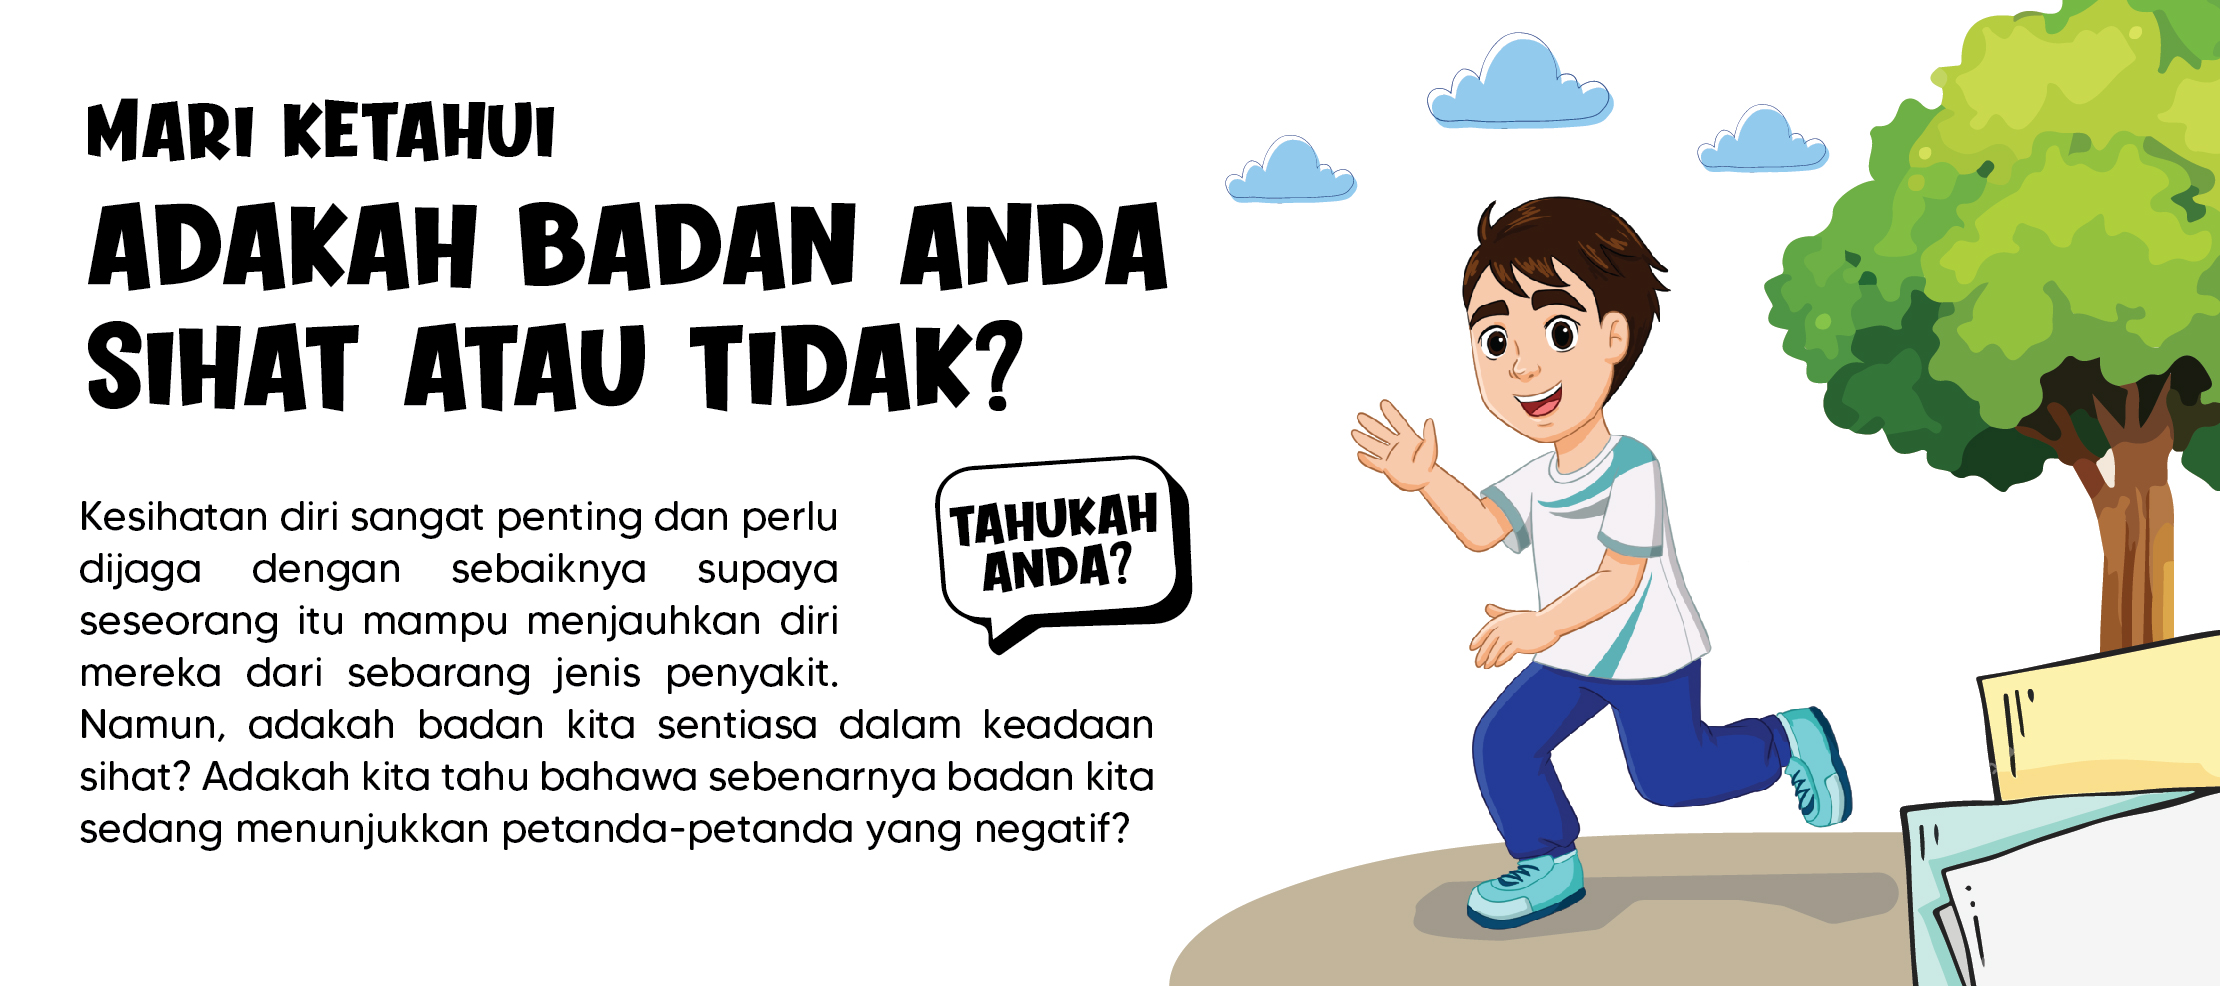 MARI KETAHUI
ADAKAH BADAN ANDA
SIHAT ATAU TIDAK?
Kesihatan diri sangat penting dan perlu
dijaga dengan sebaiknya supaya
seseorang itu mampu menjauhkan diri
mereka dari sebarang jenis penyakit.
Namun, adakah badan kita sentiasa dalam keadaan
sihat? Adakah kita tahu bahawa sebenarnya badan kita
sedang menunjukkan petanda-petanda yang negatif?
TAHUKAH
ANDA?